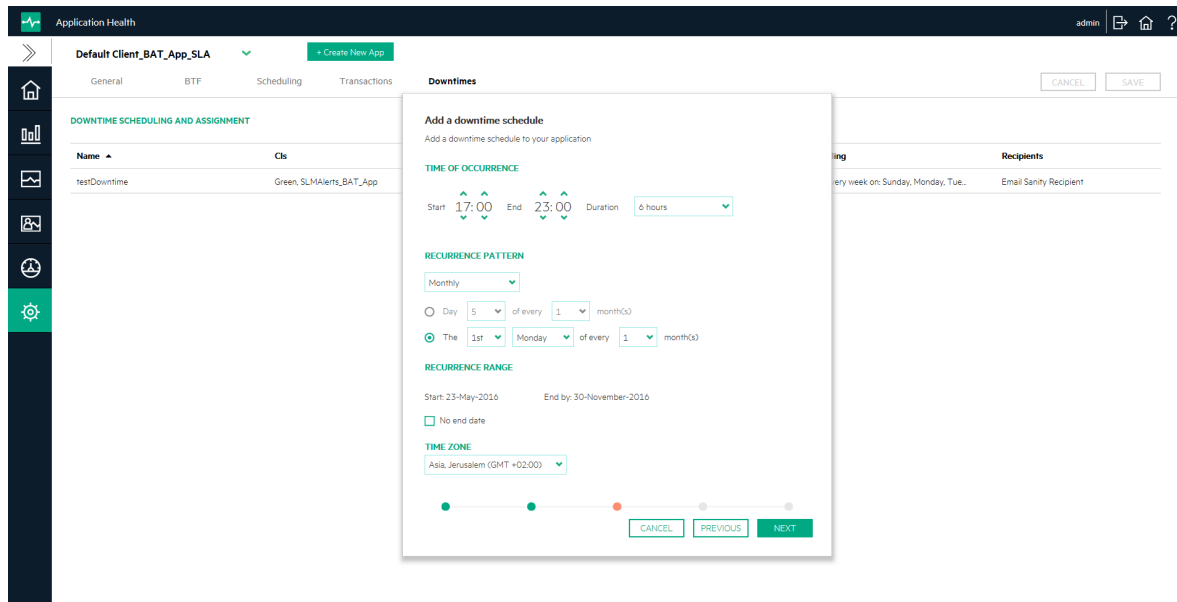 Application Health
admin
?
Default Client_BAT_App_SLA
+ Create New App
General BTF Scheduling Transactions Downtimes
CANCEL SAVE
DOWNTIME SCHEDULING AND ASSIGNMENT
Name CIs
testDowntime Green, SLMAlerts_BAT_App
Add a downtime schedule
Add a downtime schedule to your application
TIME OF OCCURRENCE
Start 17:00 End 23:00 Duration 6 hours
RECURRENCE PATTERN
Monthly
Day 5 of every 1 month(s)
The 1st Monday of every 1 month(s)
RECURRENCE RANGE
Start: 23-May-2016 End by: 30-November-2016
No end date
TIME ZONE
Asia, Jerusalem (GMT +02:00)
CANCEL PREVIOUS NEXT
ing Recipients
very week on: Sunday, Monday, Tue... Email Sanity Recipient